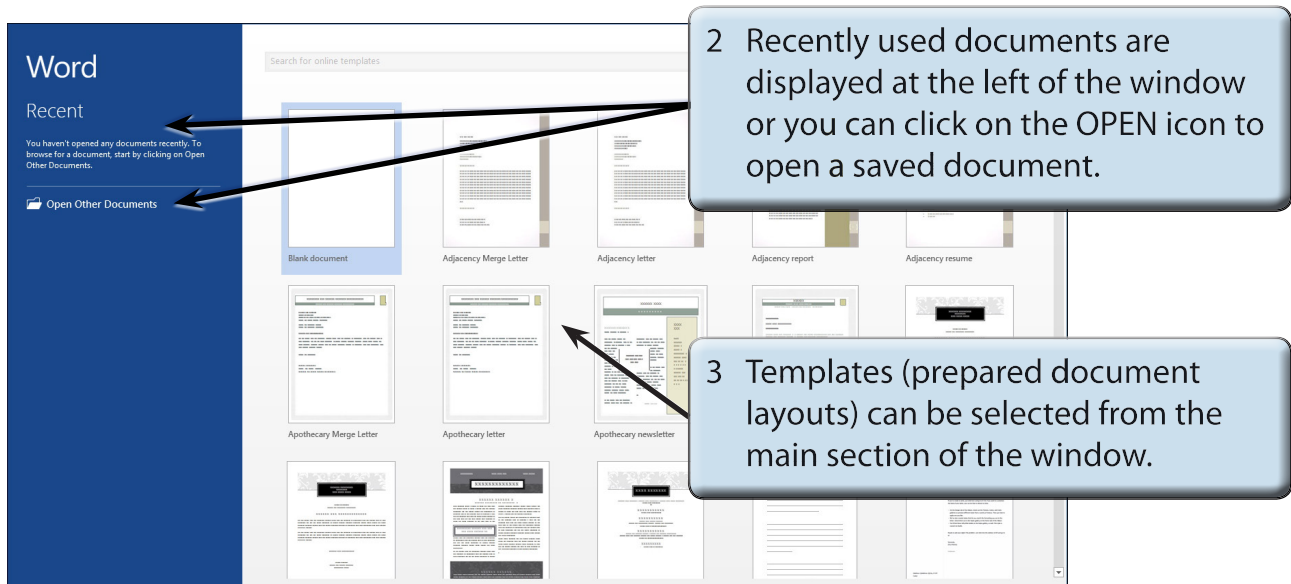 Word
Recent
You haven't opened any documents recently. To
browse for a document, start by clicking on Open
Other Documents.
Open Other Documents
Search for online templates
2 Recently used documents are
displayed at the left of the window
or you can click on the OPEN icon to
open a saved document.
Blank document
Adjacency Merge Letter
Adjacency letter
Adjacency report
Adjacency resume
3 Templates (prepared document
layouts) can be selected from the
main section of the window.
Apothecary Merge Letter
Apothecary letter
Apothecary newsletter